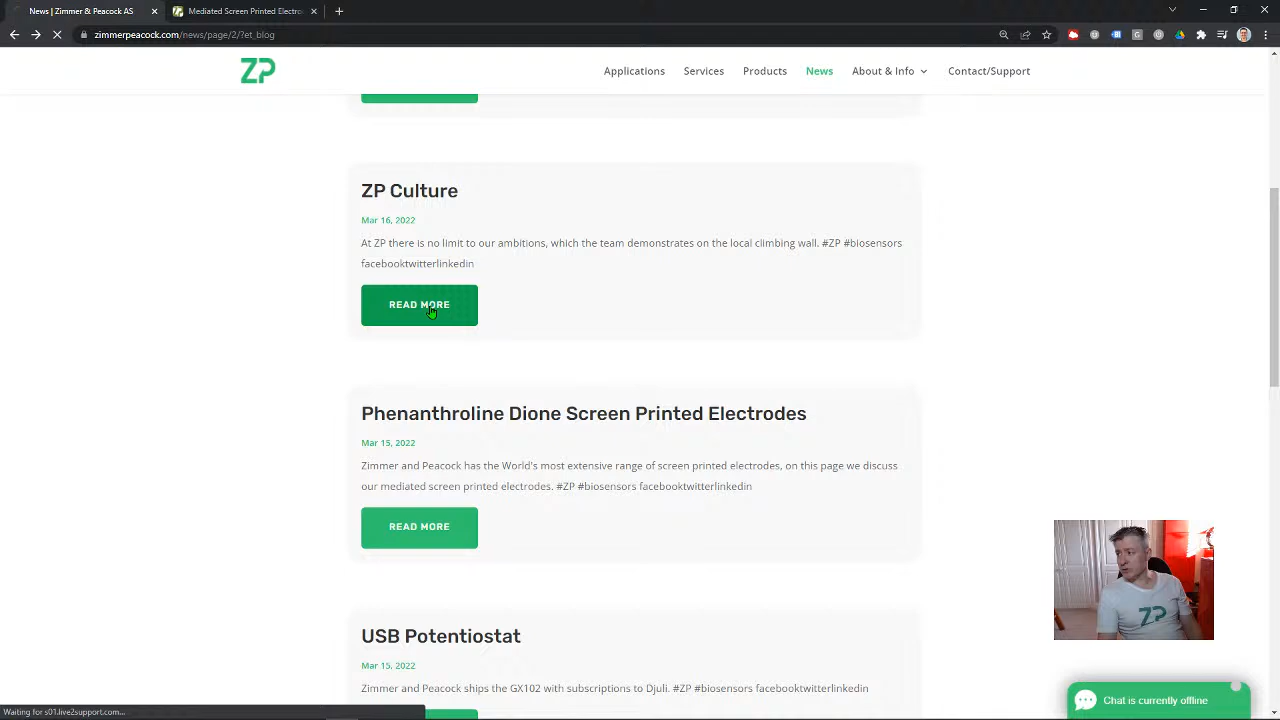 News | Zimmer & Peacock AS
Mediated Screen Printed Electro
zimmerpeacock.com/news/page/2/?et_blog
ZP
Applications
Services
Products
News
About & Info
Contact/Support
ZP Culture
Mar 16, 2022
At ZP there is no limit to our ambitions, which the team demonstrates on the local climbing wall. #ZP #biosensors
facebooktwitterlinkedin
READ MORE
Phenanthroline Dione Screen Printed Electrodes
Mar 15, 2022
Zimmer and Peacock has the World's most extensive range of screen printed electrodes, on this page we discuss
our mediated screen printed electrodes. #ZP #biosensors facebooktwitterlinkedin
READ MORE
ZP
USB Potentiostat
Mar 15, 2022
Zimmer and Peacock ships the GX102 with subscriptions to Djuli. #ZP #biosensors facebooktwitterlinkedin
Chat is currently offline
Waiting for s01.live2support.com...